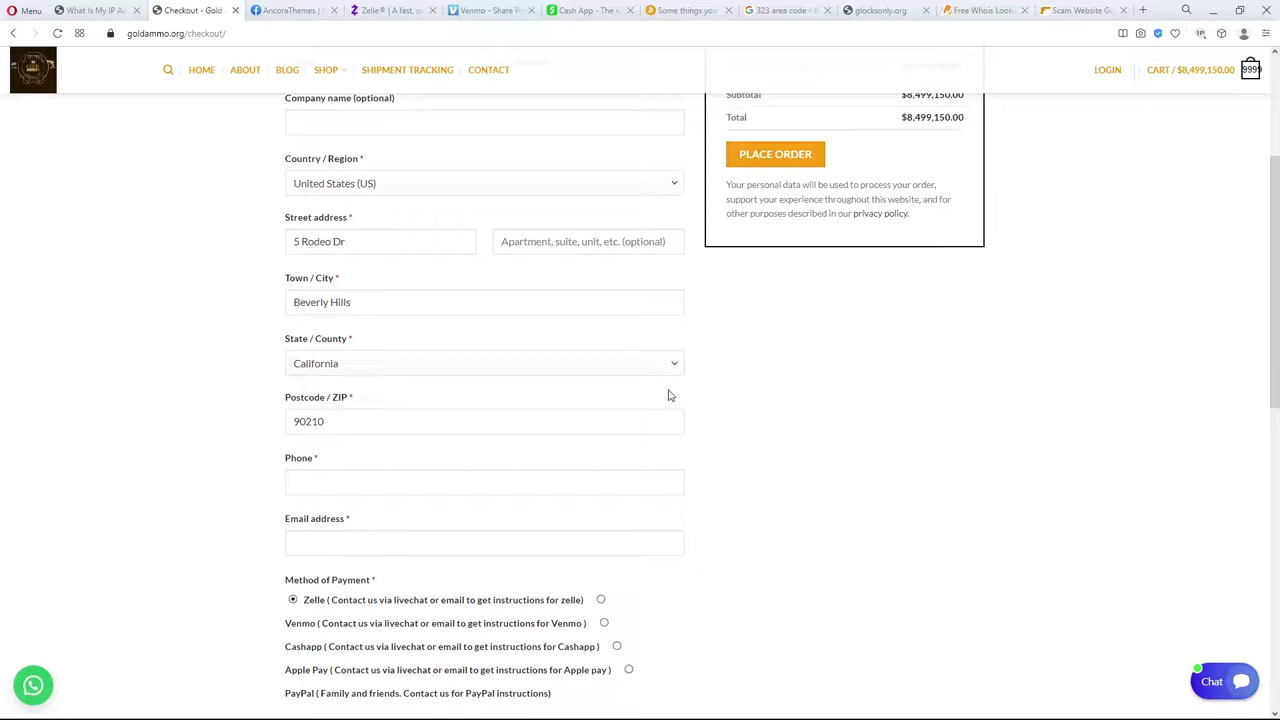 Menu
What Is My IP Ad
Checkout - Gold
AncoraThemes |
Zelle® | A fast, s
Venmo - Share P
Cash App - The e
Some things you
323 area code - G
glocksonly.org
Free Whois Look
Scam Website G
goldammo.org/checkout/
HOME
ABOUT
BLOG
SHOP
SHIPMENT TRACKING
CONTACT
LOGIN
CART / $8,499,150.00
9999
Company name (optional)
Subtotal $8,499,150.00
Total $8,499,150.00
PLACE ORDER
Country / Region *
United States (US)
Your personal data will be used to process your order,
support your experience throughout this website, and for
other purposes described in our privacy policy.
Street address *
5 Rodeo Dr
Apartment, suite, unit, etc. (optional)
Town / City *
Beverly Hills
State / County *
California
Postcode / ZIP *
90210
Phone *
Email address *
Method of Payment *
Zelle ( Contact us via livechat or email to get instructions for zelle)
Venmo ( Contact us via livechat or email to get instructions for Venmo )
Cashapp ( Contact us via livechat or email to get instructions for Cashapp )
Apple Pay ( Contact us via livechat or email to get instructions for Apple pay )
PayPal ( Family and friends. Contact us for PayPal instructions)
Chat